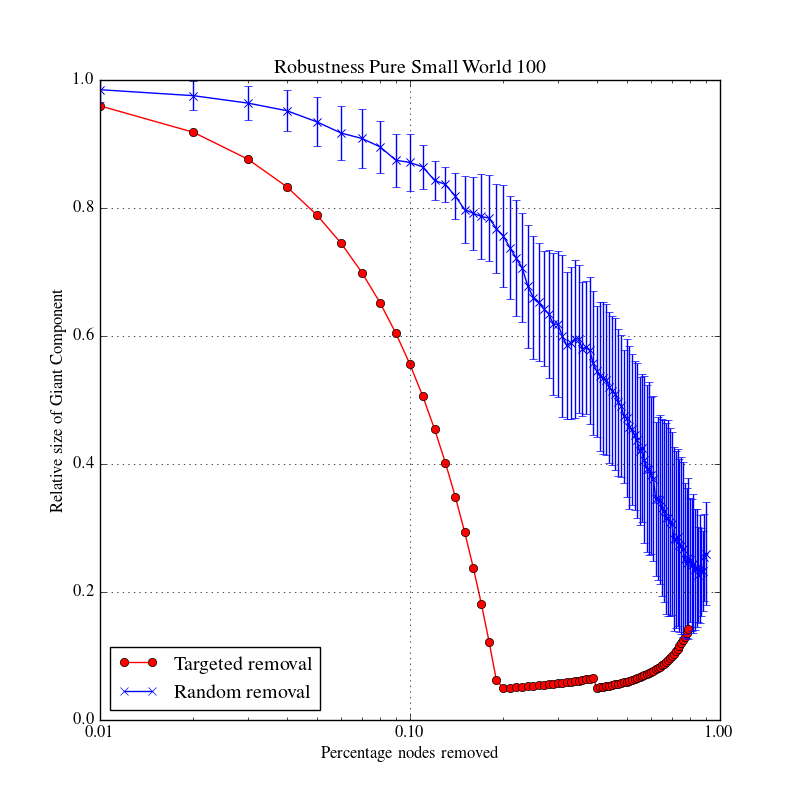 Robustness Pure Small World 100
1.0
0.8
0.6
0.4
0.2
0.0
Relative size of Giant Component
Targeted removal
Random removal
0.01
0.10
1.00
Percentage nodes removed